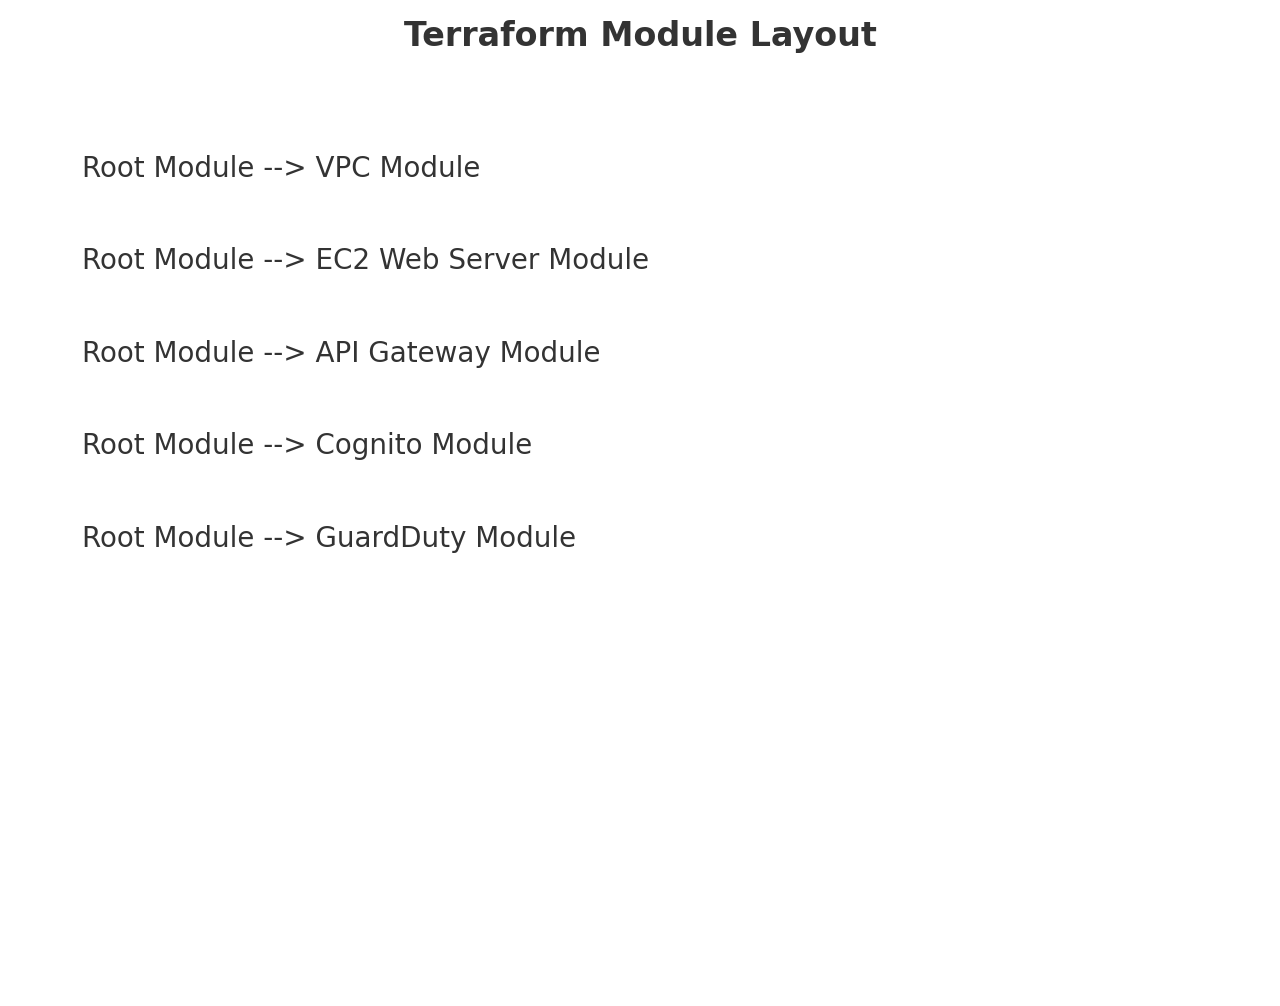 Terraform Module Layout
Root Module --> VPC Module
Root Module --> EC2 Web Server Module
Root Module --> API Gateway Module
Root Module --> Cognito Module
Root Module --> GuardDuty Module